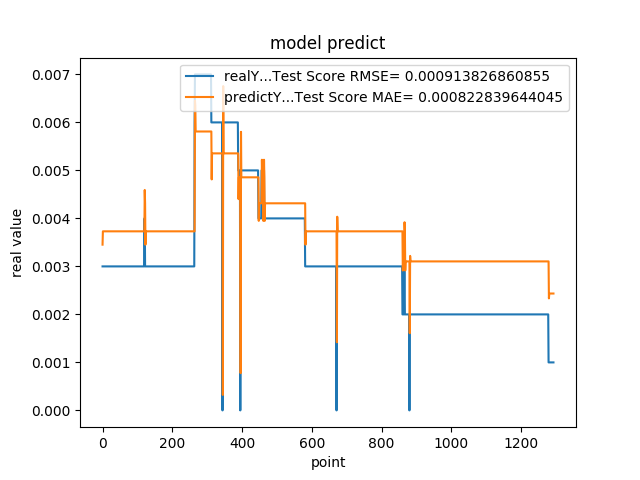 model predict
realY...Test Score RMSE= 0.000913826860855
predictY...Test Score MAE= 0.000822839644045
0.007
0.006
0.005
0.004
0.003
0.002
0.001
0.000
real value
0 200 400 600 800 1000 1200
point